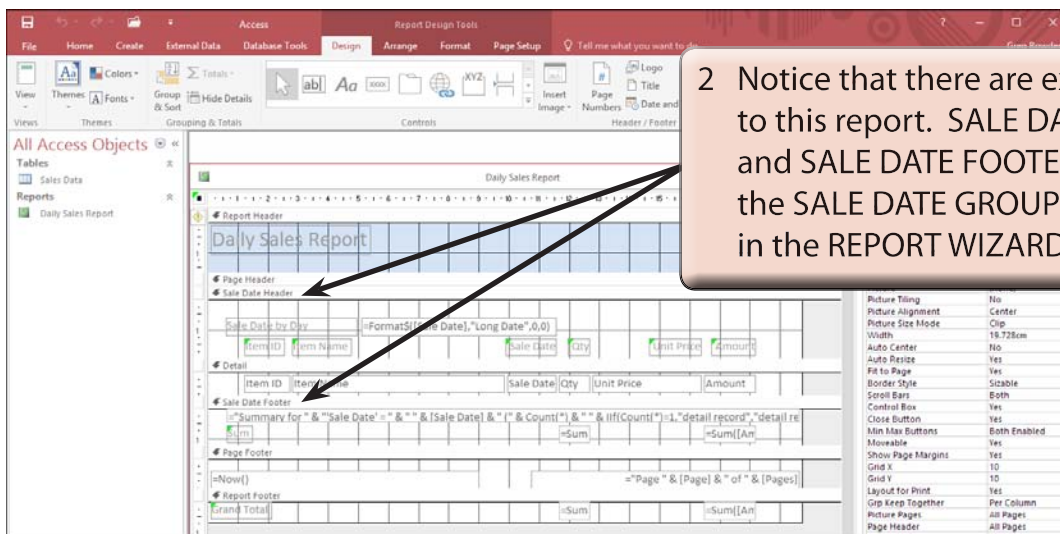 Access
Report Design Tools
File Home Create External Data Database Tools Design Arrange Format Page Setup Tell me what you want to do
View Themes Colors Fonts Group & Sort Totals Hide Details Insert Image Page Numbers Logo Title Date and
Views Themes Grouping & Totals Controls Header / Footer
2 Notice that there are
to this report. SALE
and SALE DATE
the SALE DATE GROUP
in the REPORT WIZARD
All Access Objects
Tables
Sales Data
Reports
Daily Sales Report
Daily Sales Report
Report Header
Daily Sales Report
Page Header
Sale Date Header
Sale Date by Day =Format$([Sale Date],"Long Date",0,0)
Item ID Item Name Sale Date Qty Unit Price Amount
Detail
Item ID Item Name Sale Date Qty Unit Price Amount
Sale Date Footer
="Summary for " & "'Sale Date' = " & " " & [Sale Date] & " (" & Count(*) & " " & IIf(Count(*)=1,"detail record","detail re
Sum =Sum =Sum([Am
Page Footer
=Now() ="Page " & [Page] & " of " & [Pages]
Report Footer
Grand Total =Sum =Sum([Am
Picture Tiling No
Picture Alignment Center
Picture Size Mode Clip
Width 19.728cm
Auto Center No
Auto Resize Yes
Fit to Page Yes
Border Style Sizable
Scroll Bars Both
Control Box Yes
Close Button Yes
Min Max Buttons Both Enabled
Moveable Yes
Show Page Margins Yes
Grid X 10
Grid Y 10
Layout for Print Yes
Grp Keep Together Per Column
Picture Pages All Pages
Page Header All Pages